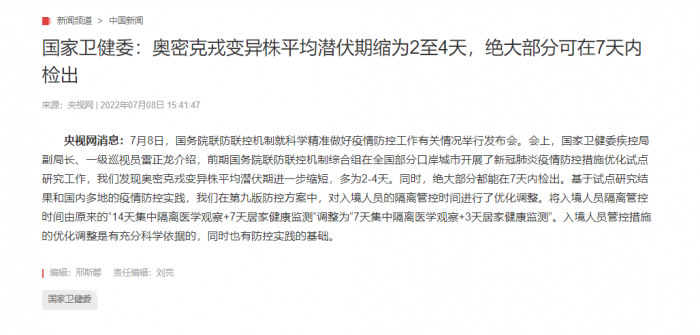 新闻频道 > 中国新闻
国家卫健委：奥密克戎变异株平均潜伏期缩为2至4天，绝大部分可在7天内
检出
来源：央视网 | 2022年07月08日 15:41:47
央视网消息：7月8日，国务院联防联控机制就科学精准做好疫情防控工作有关情况举行发布会。会上，国家卫健委疾控局
副局长、一级巡视员雷正龙介绍，前期国务院联防联控机制综合组在全国部分口岸城市开展了新冠肺炎疫情防控措施优化试点
研究工作，我们发现奥密克戎变异株平均潜伏期进一步缩短，多为2-4天。同时，绝大部分都能在7天内检出。基于试点研究结
果和国内多地的疫情防控实践，我们在第九版防控方案中，对入境人员的隔离管控时间进行了优化调整。将入境人员隔离管控
时间由原来的“14天集中隔离医学观察+7天居家健康监测”调整为“7天集中隔离医学观察+3天居家健康监测”。入境人员管控措施
的优化调整是有充分科学依据的，同时也有防控实践的基础。
编辑：邢斯馨 责任编辑：刘亮
国家卫健委